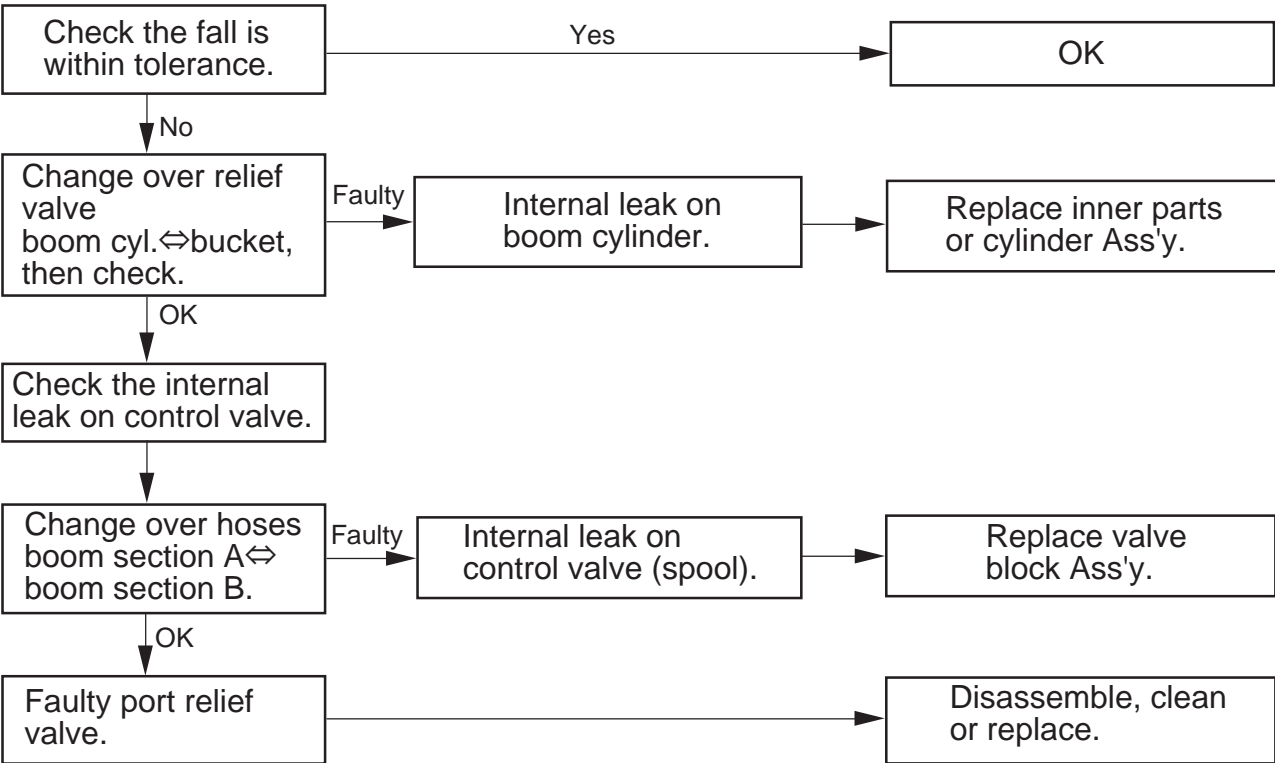 Check the fall is
within tolerance.
Yes
OK
No
Change over relief
valve
boom cyl.⇔bucket,
then check.
Faulty
Internal leak on
boom cylinder.
Replace inner parts
or cylinder Ass'y.
OK
Check the internal
leak on control valve.
Change over hoses
boom section A⇔
boom section B.
Faulty
Internal leak on
control valve (spool).
Replace valve
block Ass'y.
OK
Faulty port relief
valve.
Disassemble, clean
or replace.